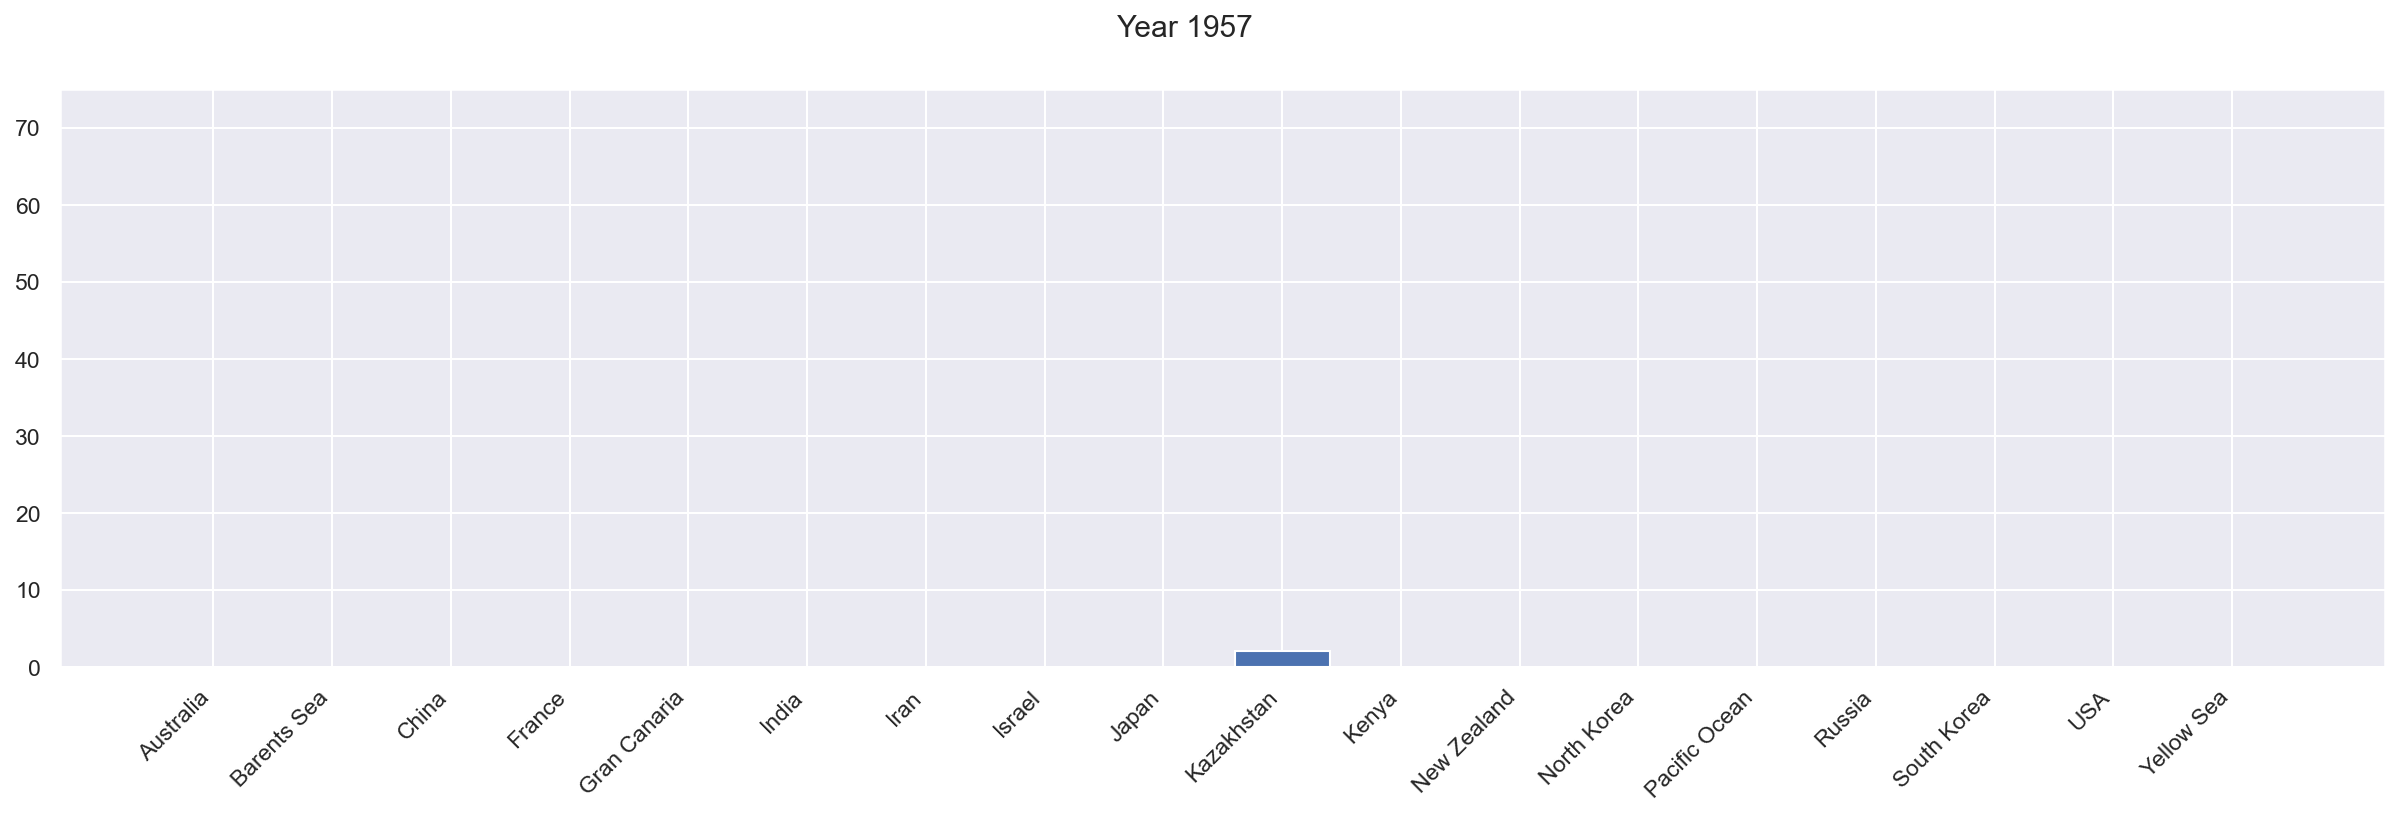 Year 1957
70
60
50
40
30
20
10
0
Australia
Barents Sea
China
France
Gran Canaria
India
Iran
Israel
Japan
Kazakhstan
Kenya
New Zealand
North Korea
Pacific Ocean
Russia
South Korea
USA
Yellow Sea